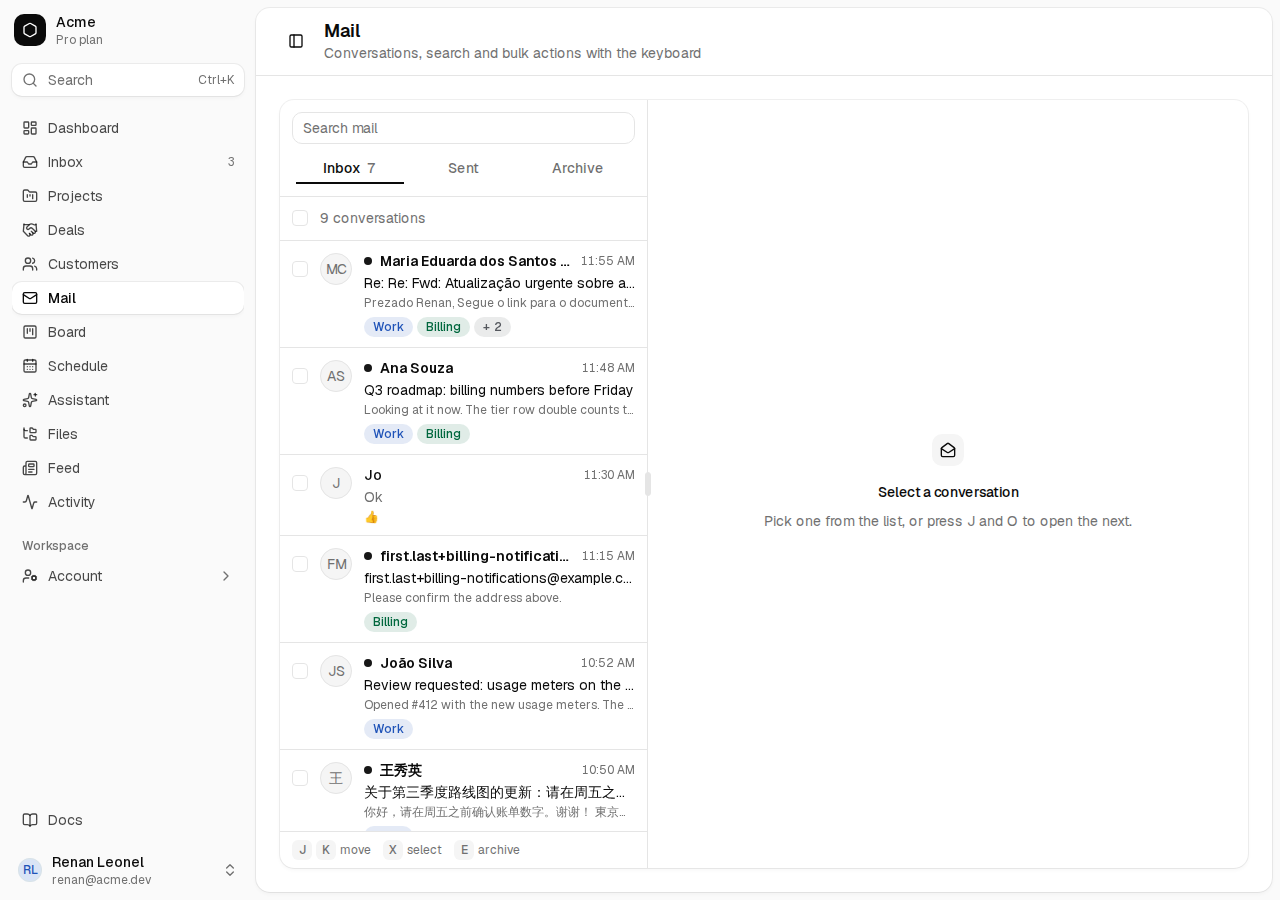 Acme
Pro plan
Search Ctrl+K
Dashboard
Inbox 3
Projects
Deals
Customers
Mail
Board
Schedule
Assistant
Files
Feed
Activity
Workspace
Account
Docs
RL Renan Leonel
renan@acme.dev
Mail
Conversations, search and bulk actions with the keyboard
Search mail
Inbox 7 Sent Archive
9 conversations
MC Maria Eduarda dos Santos ... 11:55 AM
Re: Re: Fwd: Atualização urgente sobre a...
Prezado Renan, Segue o link para o document...
Work Billing + 2
AS Ana Souza 11:48 AM
Q3 roadmap: billing numbers before Friday
Looking at it now. The tier row double counts t...
Work Billing
J Jo 11:30 AM
Ok
👍
FM first.last+billing-notificati... 11:15 AM
first.last+billing-notifications@example.c...
Please confirm the address above.
Billing
JS João Silva 10:52 AM
Review requested: usage meters on the ...
Opened #412 with the new usage meters. The ...
Work
王 王秀英 10:50 AM
关于第三季度路线图的更新：请在周五之...
你好，请在周五之前确认账单数字。谢谢！ 東京...
J K move X select E archive
Select a conversation
Pick one from the list, or press J and O to open the next.